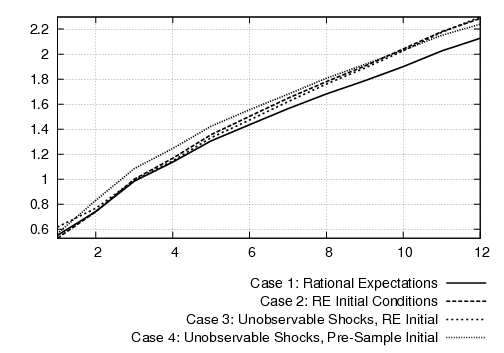 2.2
2
1.8
1.6
1.4
1.2
1
0.8
0.6
2 4 6 8 10 12
Case 1: Rational Expectations
Case 2: RE Initial Conditions
Case 3: Unobservable Shocks, RE Initial
Case 4: Unobservable Shocks, Pre-Sample Initial